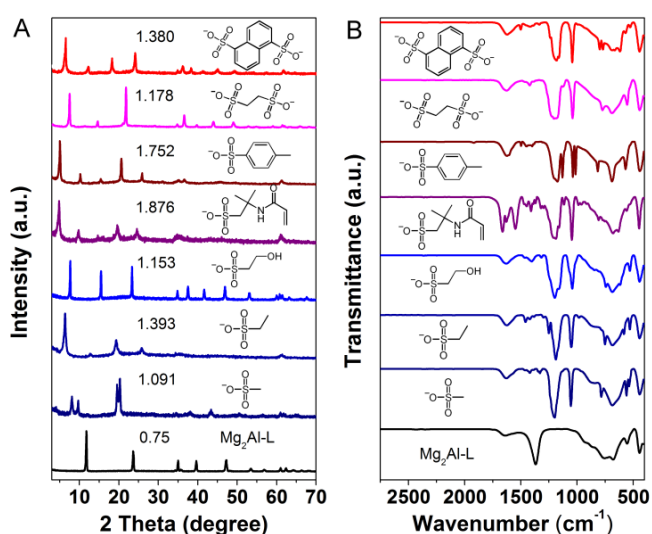 A
Intensity (a.u.)
1.380
1.178
1.752
1.876
1.153
1.393
1.091
0.75 Mg2Al-L
10 20 30 40 50 60 70
2 Theta (degree)
B
Transmittance (a.u.)
Mg2Al-L
2500 2000 1500 1000 500
Wavenumber (cm-1)